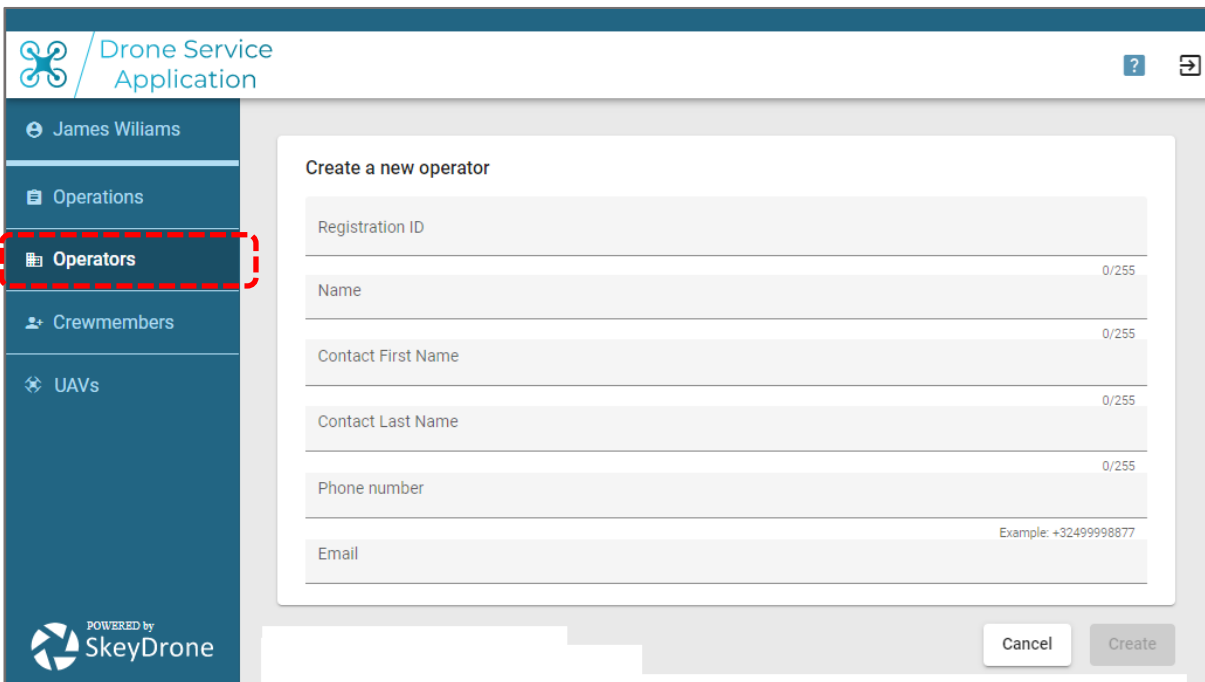 Drone Service
Application
?
James Wiliams
Operations
Operators
Crewmembers
UAVs
POWERED by
SkeyDrone
Create a new operator
Registration ID
0/255
Name
0/255
Contact First Name
0/255
Contact Last Name
0/255
Phone number
Example: +32499998877
Email
Cancel
Create